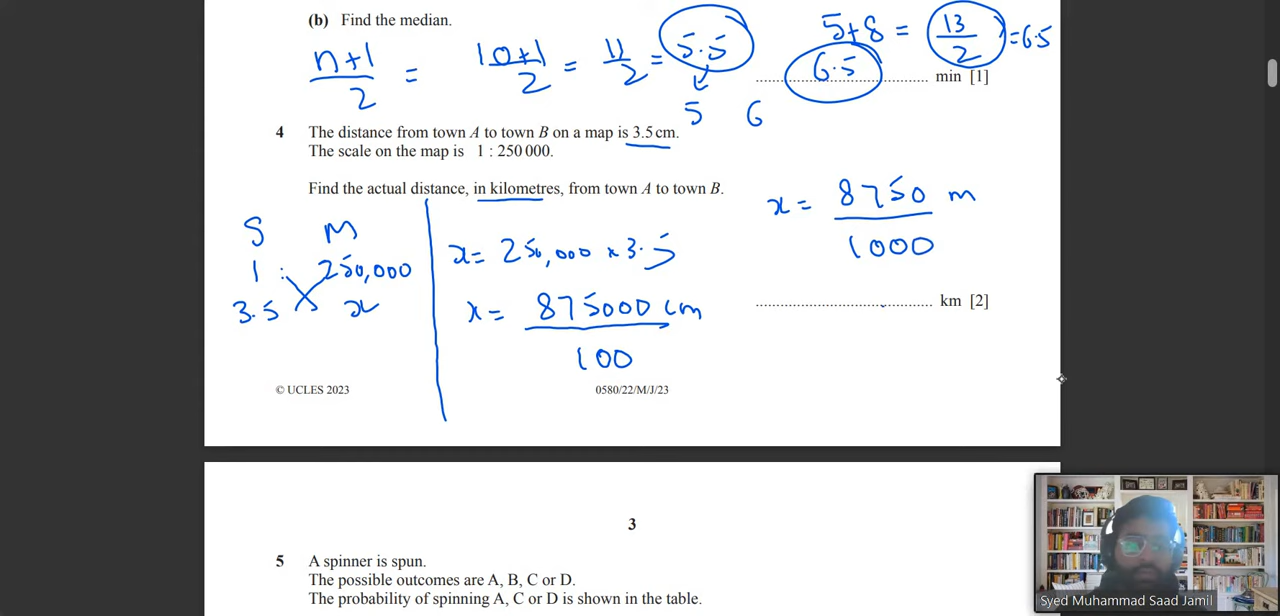 (b) Find the median.
n+1/2 = 10+1/2 = 11/2 = 5.5
5 6
5+8 = 13/2 = 6.5
6.5
min [1]
4 The distance from town A to town B on a map is 3.5 cm.
The scale on the map is 1 : 250 000.
Find the actual distance, in kilometres, from town A to town B.
S M
1 : 250,000
3.5 x
x = 250,000 × 3.5
x = 875000 cm
100
x = 8750 m
1000
km [2]
© UCLES 2023
0580/22/M/J/23
3
5 A spinner is spun.
The possible outcomes are A, B, C or D.
The probability of spinning A, C or D is shown in the table.
Syed Muhammad Saad Jamil